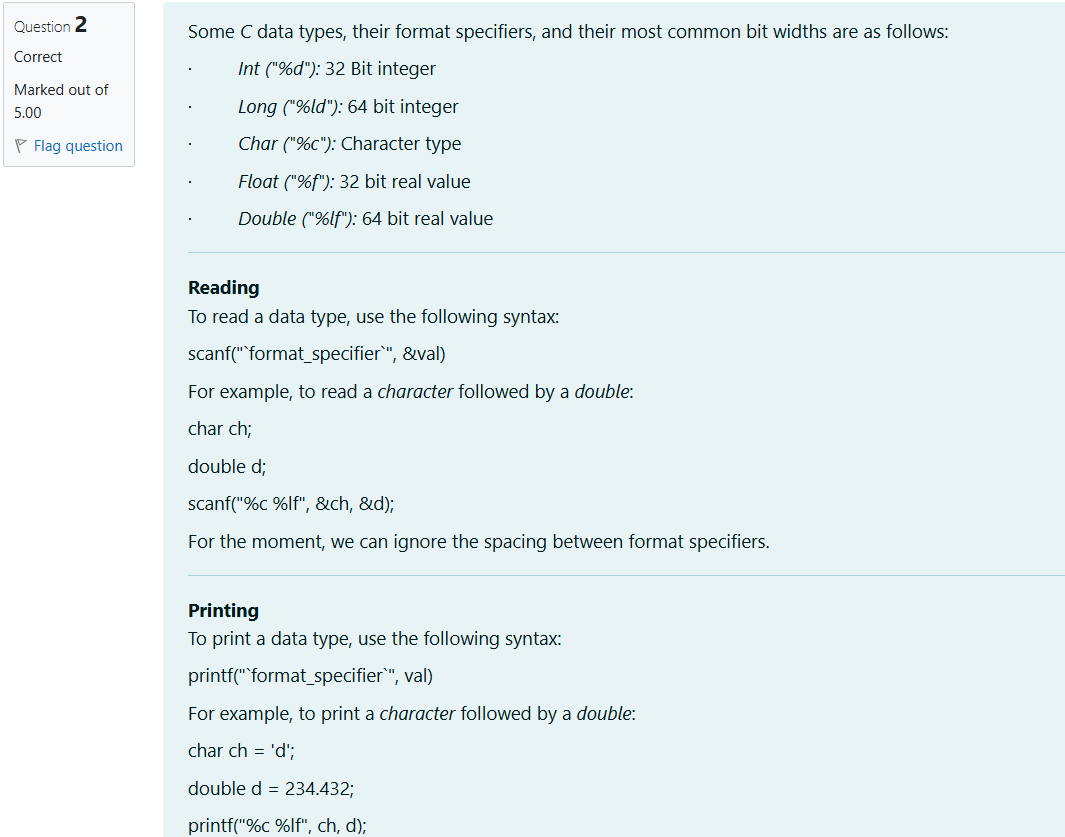 Question 2
Correct
Marked out of
5.00
Flag question
Some C data types, their format specifiers, and their most common bit widths are as follows:
· Int ("%d"): 32 Bit integer
· Long ("%ld"): 64 bit integer
· Char ("%c"): Character type
· Float ("%f"): 32 bit real value
· Double ("%lf"): 64 bit real value
Reading
To read a data type, use the following syntax:
scanf("`format_specifier`", &val)
For example, to read a character followed by a double:
char ch;
double d;
scanf("%c %lf", &ch, &d);
For the moment, we can ignore the spacing between format specifiers.
Printing
To print a data type, use the following syntax:
printf("`format_specifier`", val)
For example, to print a character followed by a double:
char ch = 'd';
double d = 234.432;
printf("%c %lf", ch, d);